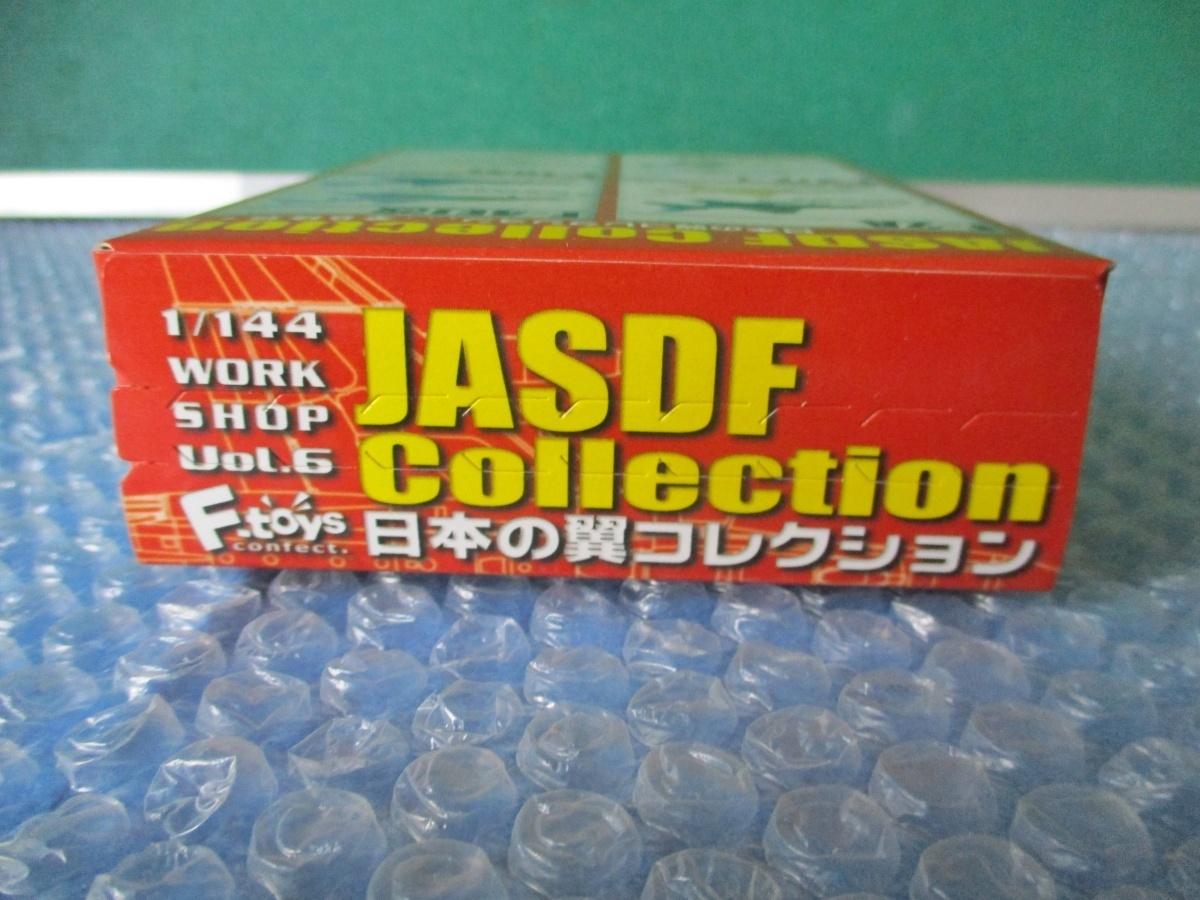 JASDF Collection
1/144
WORK
SHOP
Vol.6
JASDF
Collection
F-toys
confect.
日本の翼コレクション